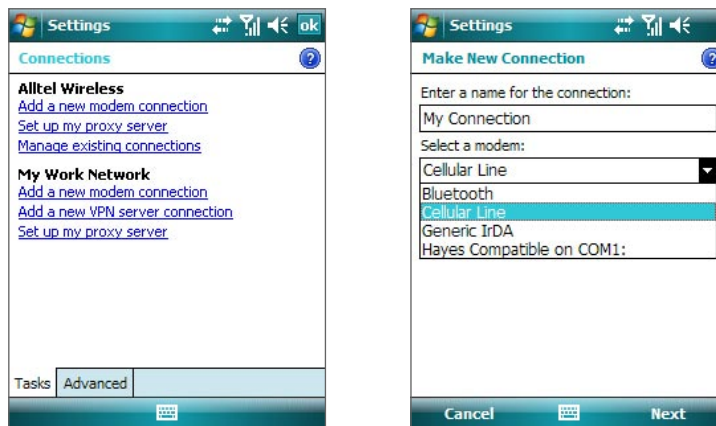 Settings
ok
Connections
?
Alltel Wireless
Add a new modem connection
Set up my proxy server
Manage existing connections
My Work Network
Add a new modem connection
Add a new VPN server connection
Set up my proxy server
Tasks
Advanced
Settings
Make New Connection
?
Enter a name for the connection:
My Connection
Select a modem:
Cellular Line
Bluetooth
Cellular Line
Generic IrDA
Hayes Compatible on COM1:
Cancel
Next